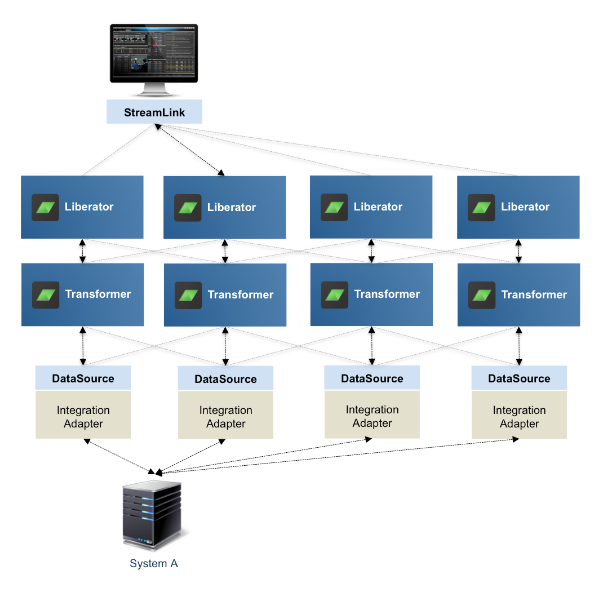 StreamLink
Liberator
Liberator
Liberator
Liberator
Transformer
Transformer
Transformer
Transformer
DataSource
DataSource
DataSource
DataSource
Integration
Adapter
Integration
Adapter
Integration
Adapter
Integration
Adapter
System A